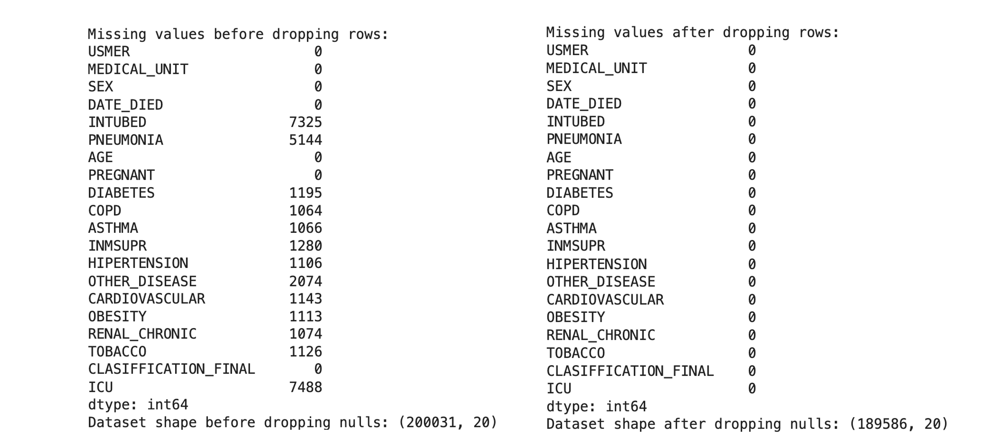 Missing values before dropping rows:
USMER 0
MEDICAL_UNIT 0
SEX 0
DATE_DIED 0
INTUBED 7325
PNEUMONIA 5144
AGE 0
PREGNANT 0
DIABETES 1195
COPD 1064
ASTHMA 1066
INMSUPR 1280
HIPERTENSION 1106
OTHER_DISEASE 2074
CARDIOVASCULAR 1143
OBESITY 1113
RENAL_CHRONIC 1074
TOBACCO 1126
CLASIFFICATION_FINAL 0
ICU 7488
dtype: int64
Dataset shape before dropping nulls: (200031, 20)
Missing values after dropping rows:
USMER 0
MEDICAL_UNIT 0
SEX 0
DATE_DIED 0
INTUBED 0
PNEUMONIA 0
AGE 0
PREGNANT 0
DIABETES 0
COPD 0
ASTHMA 0
INMSUPR 0
HIPERTENSION 0
OTHER_DISEASE 0
CARDIOVASCULAR 0
OBESITY 0
RENAL_CHRONIC 0
TOBACCO 0
CLASIFFICATION_FINAL 0
ICU 0
dtype: int64
Dataset shape after dropping nulls: (189586, 20)